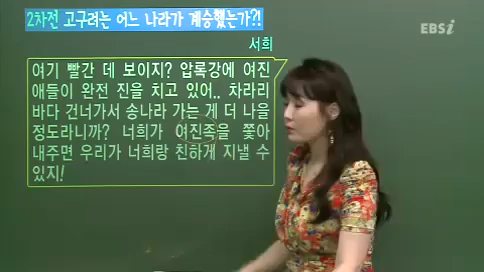 2차전 고구려는 어느 나라가 계승했는가?!
EBSi
서희
여기 빨간 데 보이지? 압록강에 여진
애들이 완전 진을 치고 있어.. 차라리
바다 건너가서 송나라 가는 게 더 나을
정도라니까? 너희가 여진족을 쫓아
내주면 우리가 너희랑 친하게 지낼 수
있지!